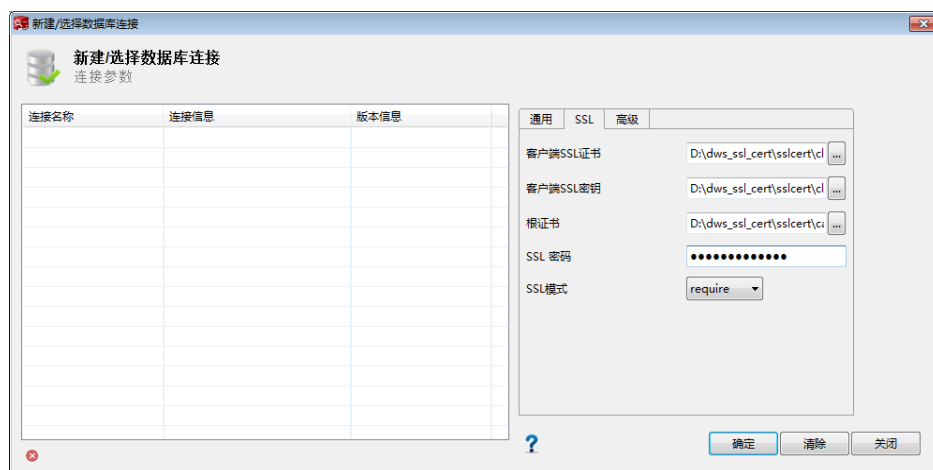 新建/选择数据库连接
新建/选择数据库连接
连接参数
连接名称 连接信息 版本信息
通用 SSL 高级
客户端SSL证书 D:\dws_ssl_cert\sslcert\cl ...
客户端SSL密钥 D:\dws_ssl_cert\sslcert\cl ...
根证书 D:\dws_ssl_cert\sslcert\ca ...
SSL 密码 ●●●●●●●●●●●●●
SSL模式 require
? 确定 清除 关闭